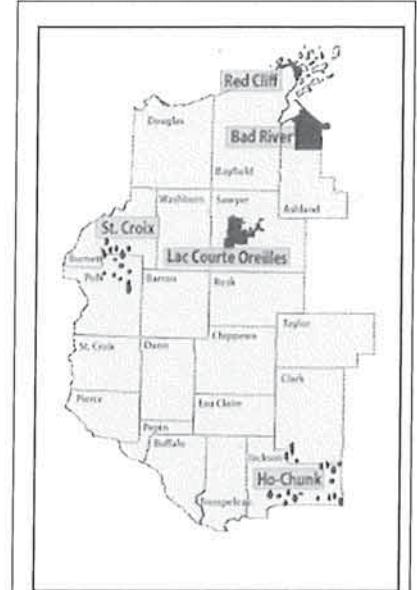 Red Cliff
Douglas
Bad River
Bayfield
Washburn
Sawyer
Ashland
St. Croix
Burnett
Lac Courte Oreilles
Polk
Barron
Rusk
Taylor
Chippewa
St. Croix
Dunn
Clark
Pierce
Eau Claire
Pepin
Buffalo
Jackson
Ho-Chunk